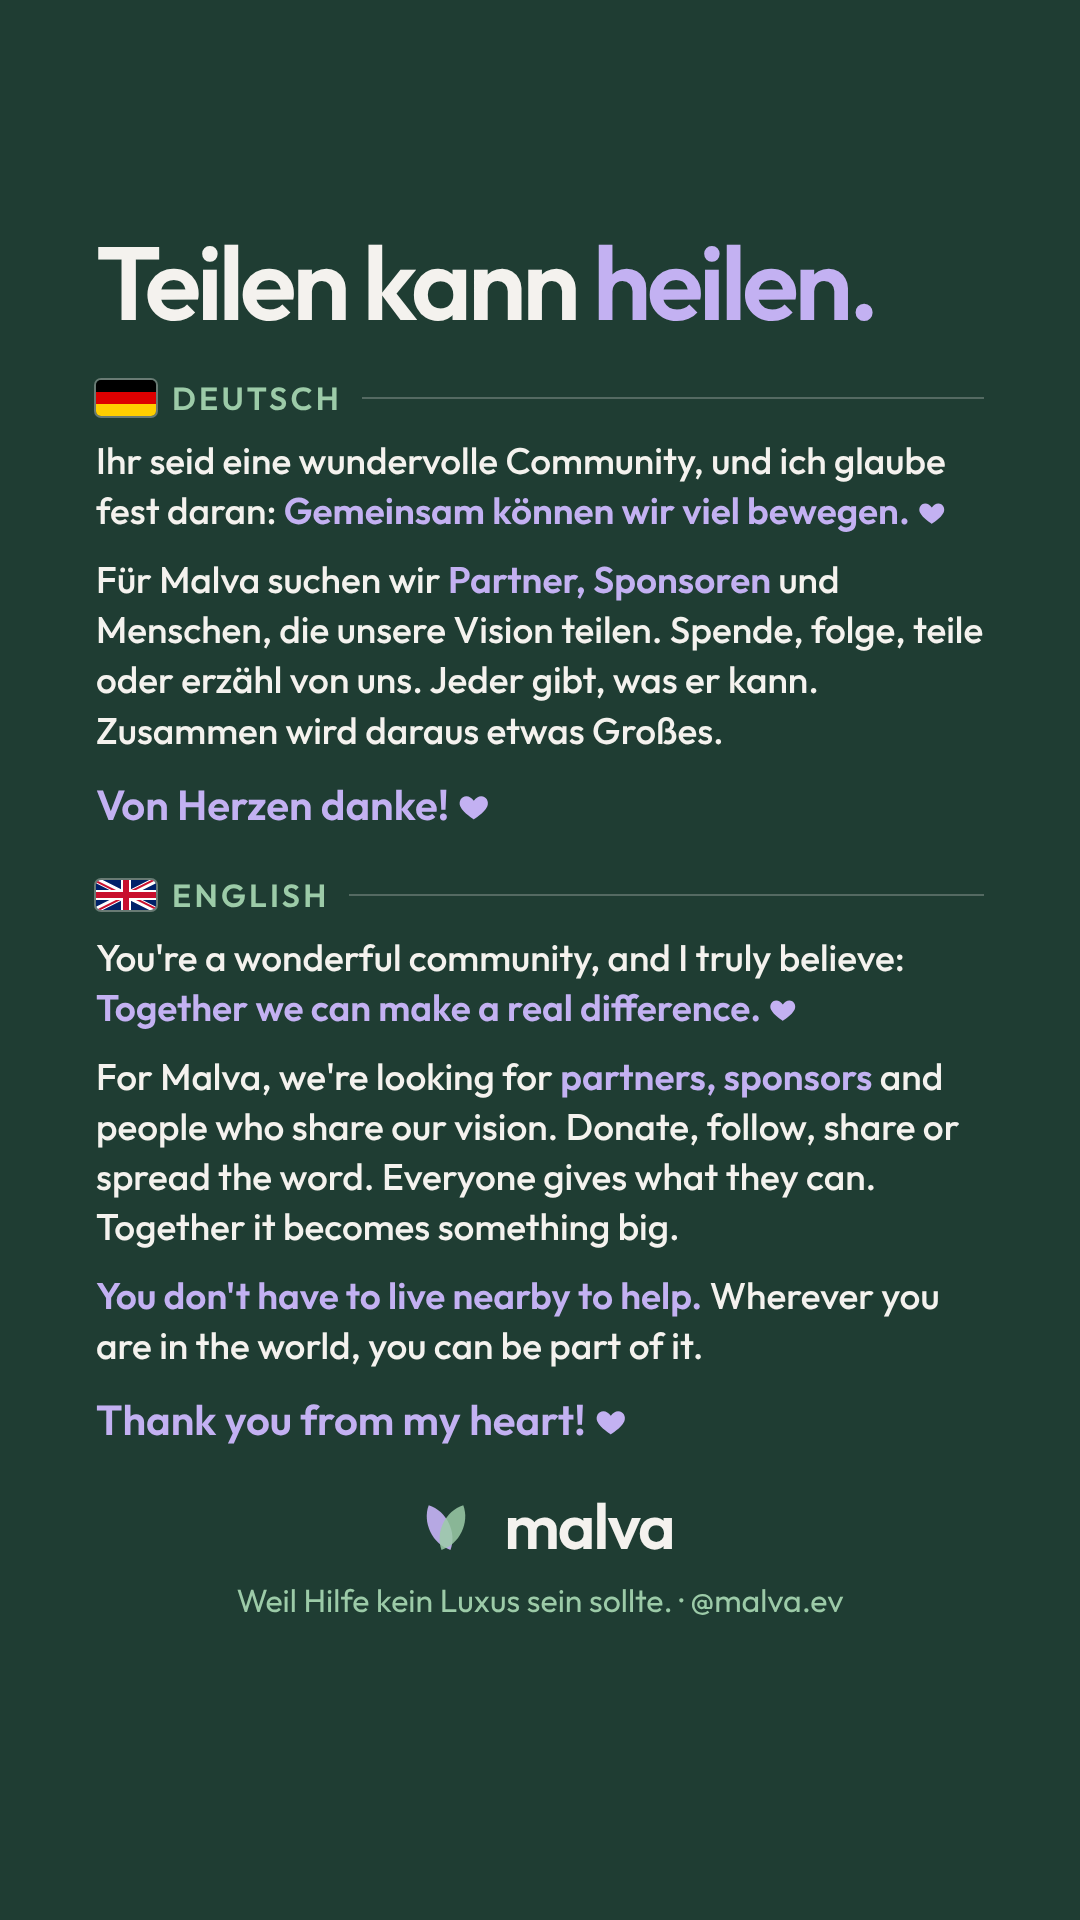 Teilen kann heilen.
DEUTSCH
Ihr seid eine wundervolle Community, und ich glaube
fest daran: Gemeinsam können wir viel bewegen. 💜
Für Malva suchen wir Partner, Sponsoren und
Menschen, die unsere Vision teilen. Spende, folge, teile
oder erzähl von uns. Jeder gibt, was er kann.
Zusammen wird daraus etwas Großes.
Von Herzen danke! 💜
ENGLISH
You're a wonderful community, and I truly believe:
Together we can make a real difference. 💜
For Malva, we're looking for partners, sponsors and
people who share our vision. Donate, follow, share or
spread the word. Everyone gives what they can.
Together it becomes something big.
You don't have to live nearby to help. Wherever you
are in the world, you can be part of it.
Thank you from my heart! 💜
malva
Weil Hilfe kein Luxus sein sollte. · @malva.ev